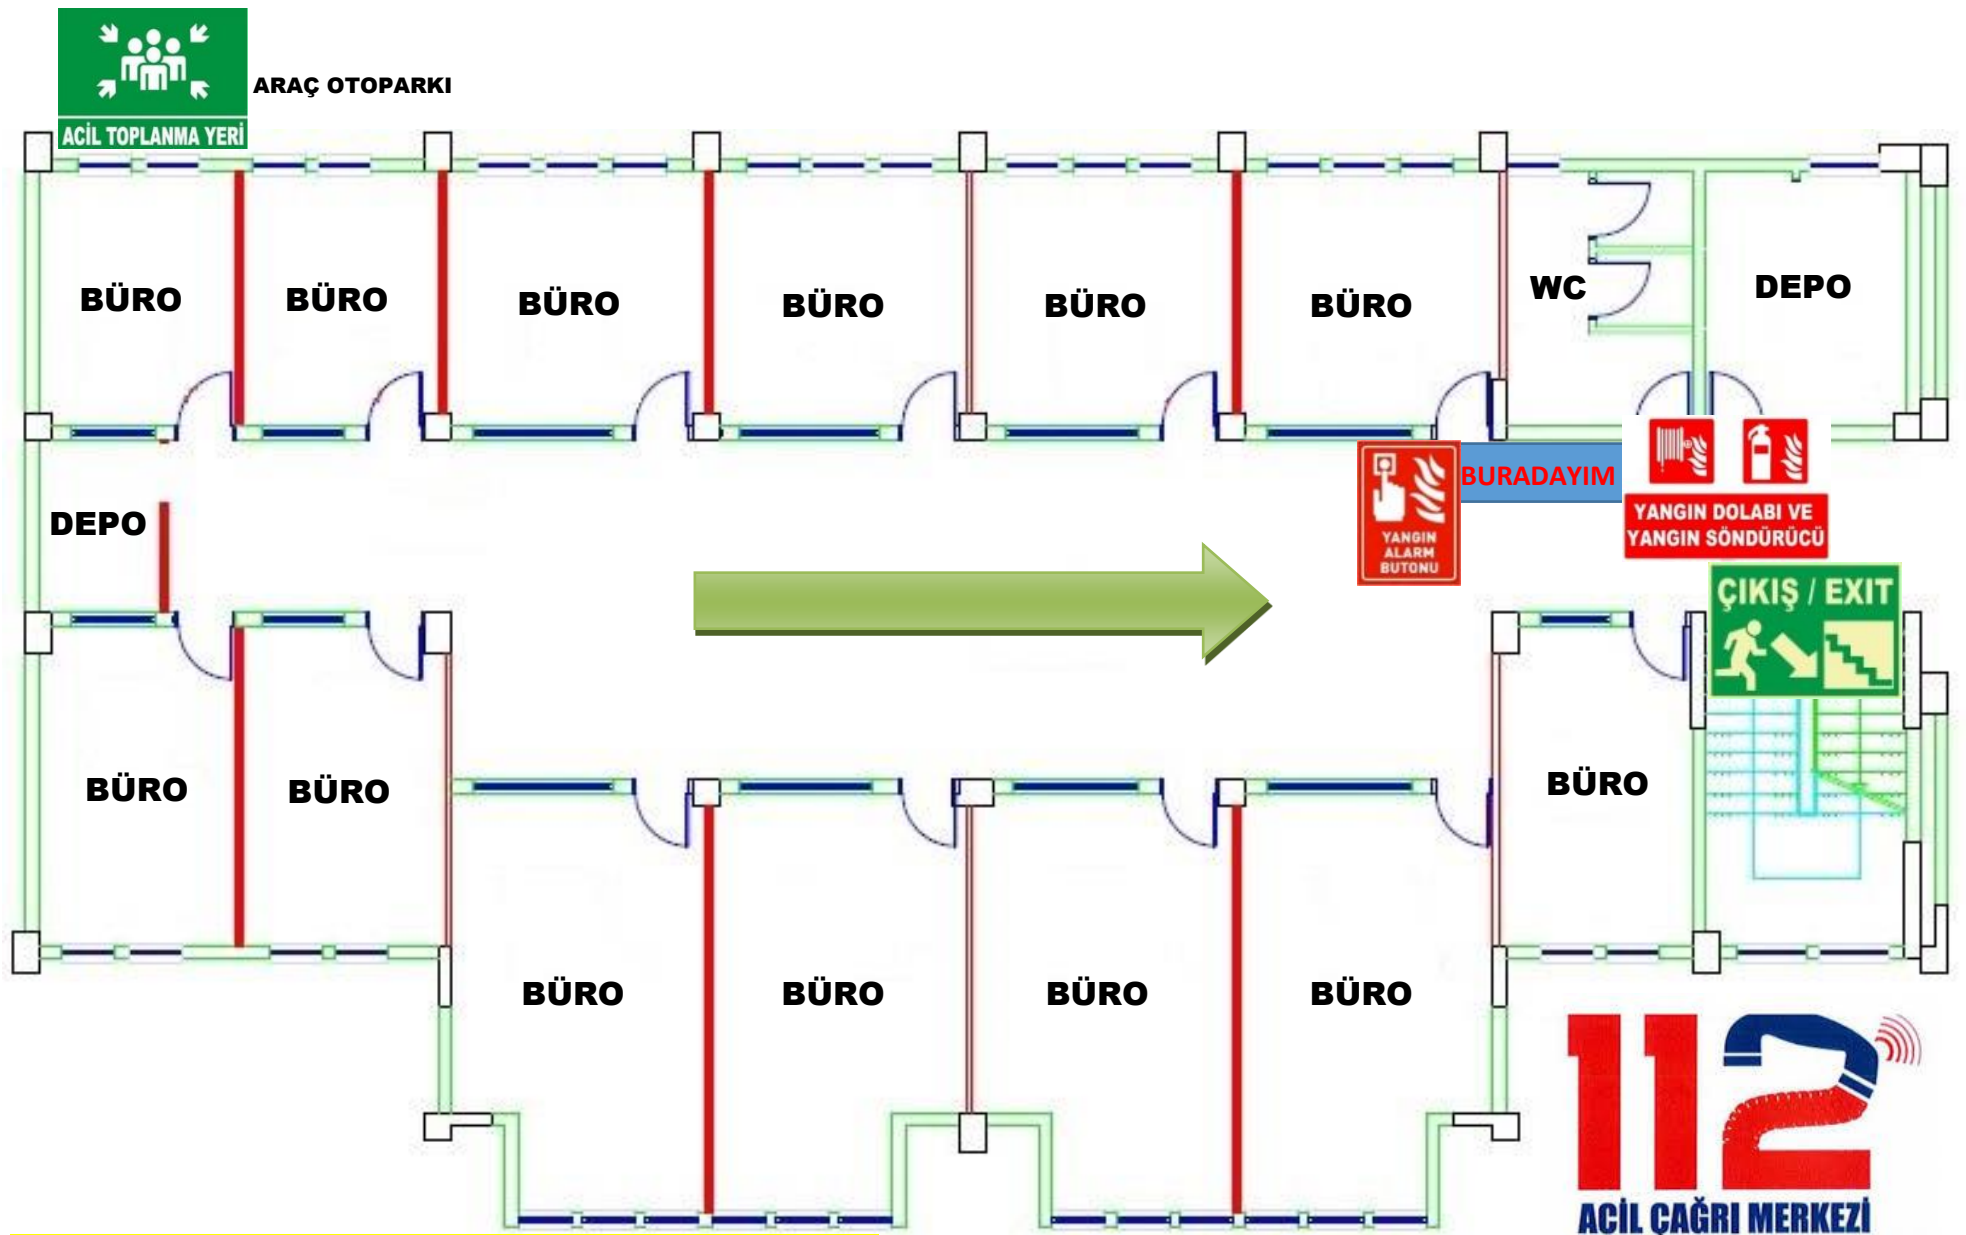 ARAÇ OTOPARKI
ACİL TOPLANMA YERİ
BÜRO
BÜRO
BÜRO
BÜRO
BÜRO
BÜRO
WC
DEPO
DEPO
YANGIN
ALARM
BUTONU
BURADAYIM
YANGIN DOLABI VE
YANGIN SÖNDÜRÜCÜ
ÇIKIŞ / EXIT
BÜRO
BÜRO
BÜRO
BÜRO
BÜRO
BÜRO
BÜRO
112
ACİL ÇAĞRI MERKEZİ